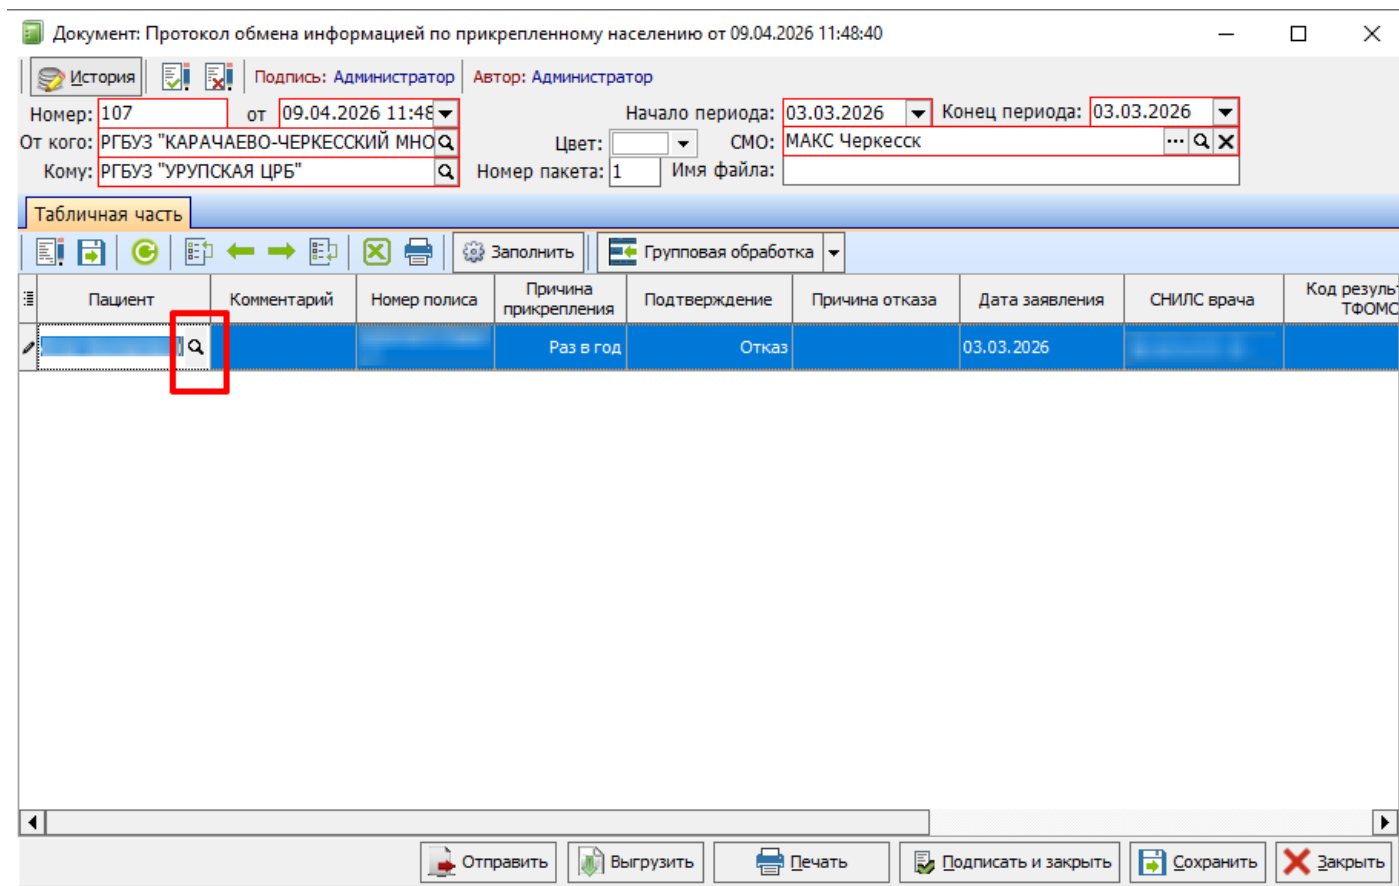 Документ: Протокол обмена информацией по прикрепленному населению от 09.04.2026 11:48:40
История Подпись: Администратор Автор: Администратор
Номер: 107 от 09.04.2026 11:48 Начало периода: 03.03.2026 Конец периода: 03.03.2026
От кого: РГБУЗ "КАРАЧАЕВО-ЧЕРКЕССКИЙ МНО Цвет: СМО: МАКС Черкесск
Кому: РГБУЗ "УРУПСКАЯ ЦРБ" Номер пакета: 1 Имя файла:
Табличная часть
Заполнить Групповая обработка
Пациент Комментарий Номер полиса Причина прикрепления Подтверждение Причина отказа Дата заявления СНИЛС врача Код резуль ТФОМС
Раз в год Отказ 03.03.2026
Отправить Выгрузить Печать Подписать и закрыть Сохранить Закрыть